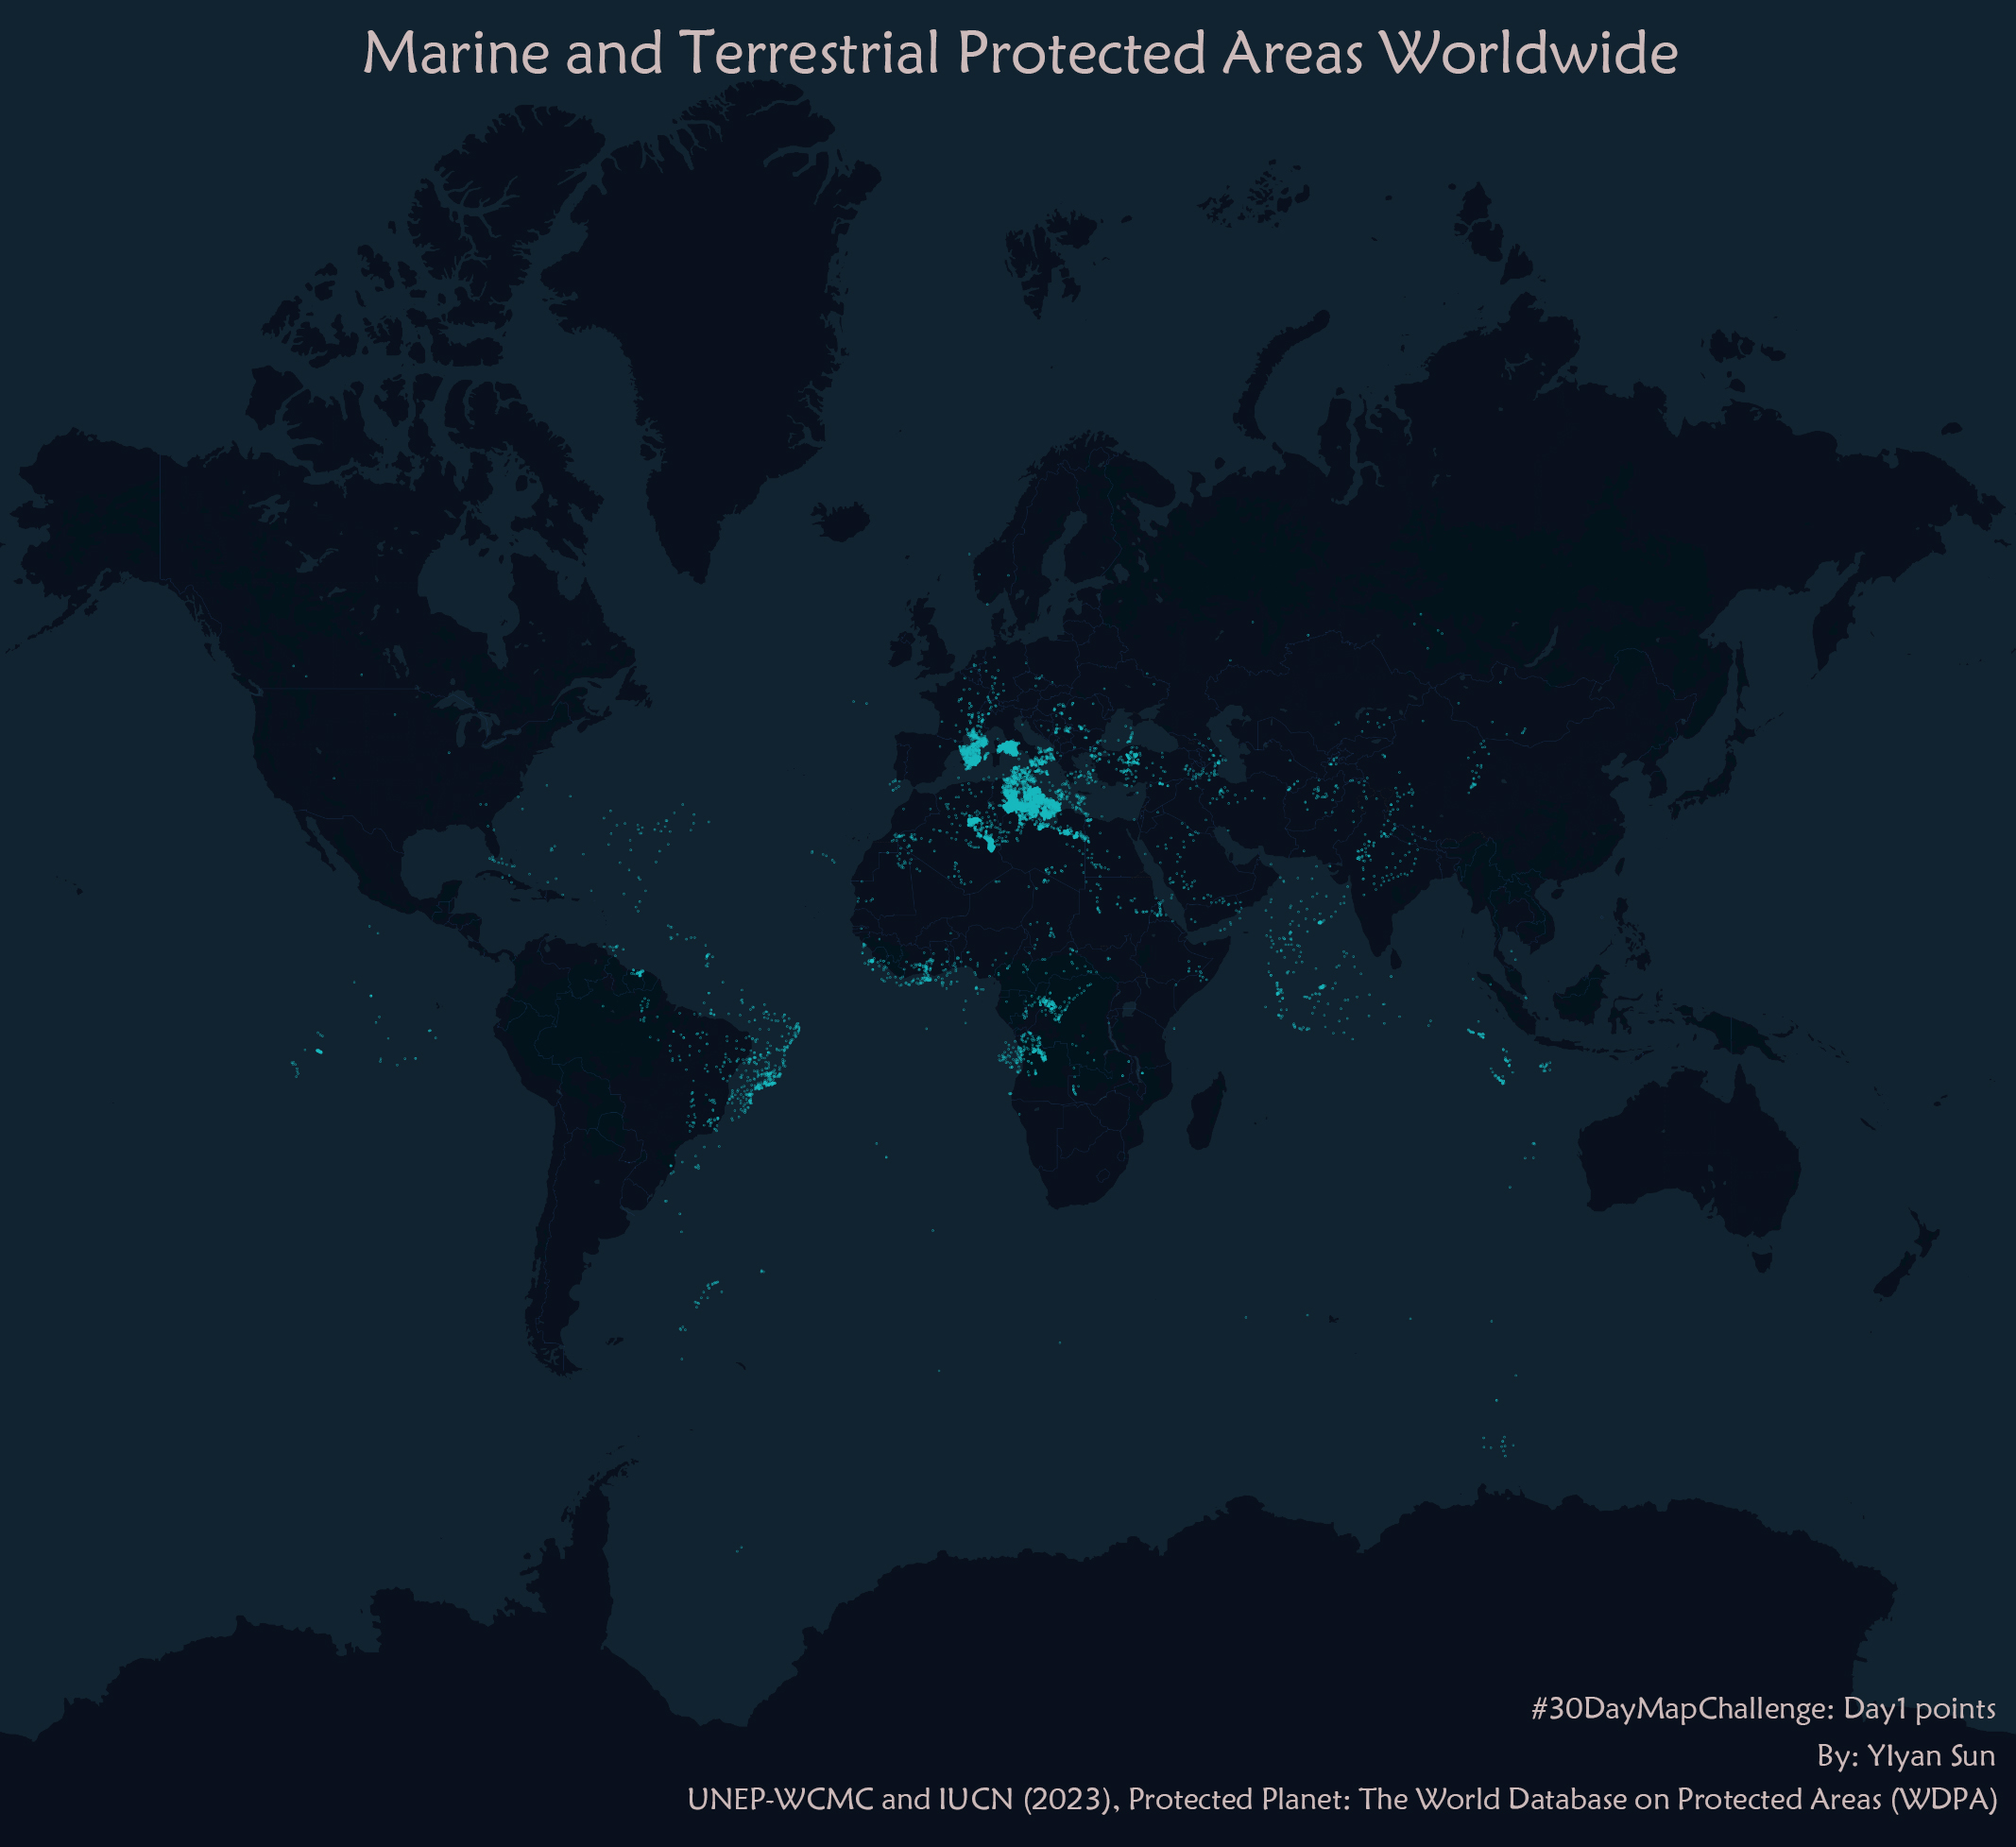 Marine and Terrestrial Protected Areas Worldwide
#30DayMapChallenge: Day1 points
By: YIyan Sun
UNEP-WCMC and IUCN (2023), Protected Planet: The World Database on Protected Areas (WDPA)